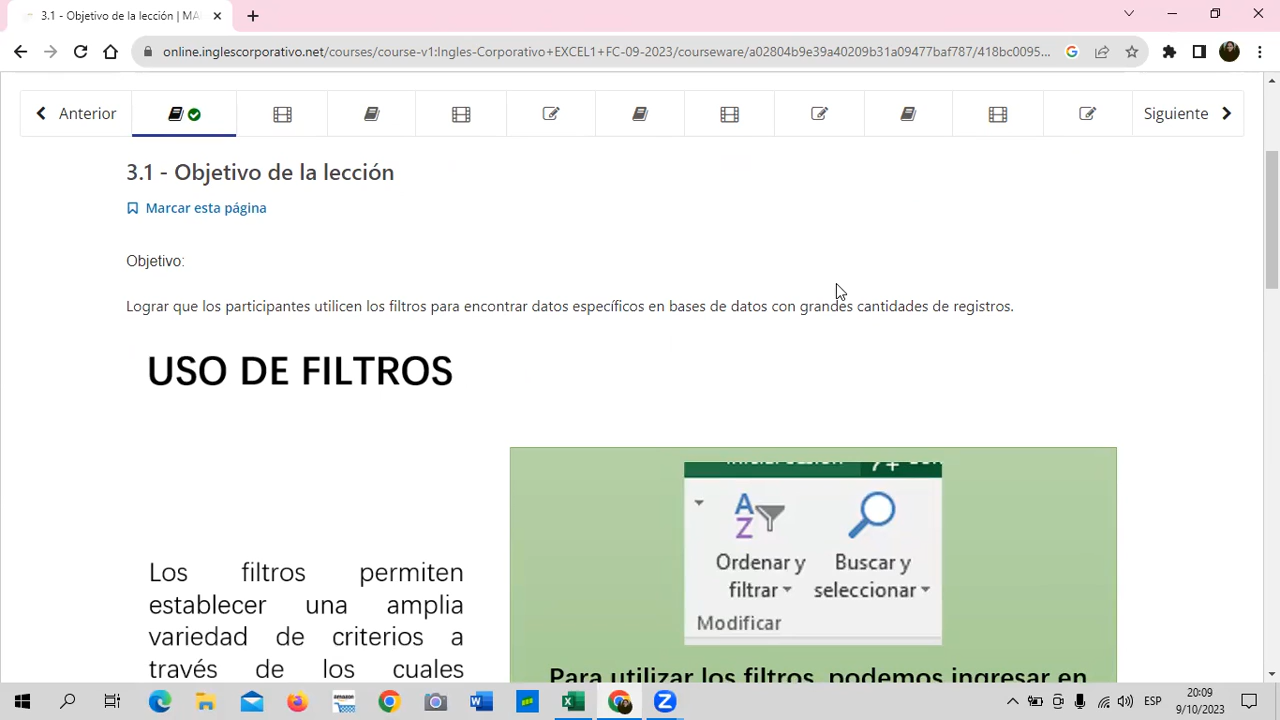 3.1 - Objetivo de la lección | MA
online.inglescorporativo.net/courses/course-v1:Ingles-Corporativo+EXCEL1+FC-09-2023/courseware/a02804b9e39a40209b31a09477baf787/418bc0095...
Anterior
Siguiente
3.1 - Objetivo de la lección
Marcar esta página
Objetivo:
Lograr que los participantes utilicen los filtros para encontrar datos específicos en bases de datos con grandes cantidades de registros.
USO DE FILTROS
Ordenar y
filtrar
Buscar y
seleccionar
Modificar
Los filtros permiten
establecer una amplia
variedad de criterios a
través de los cuales
Para utilizar los filtros, podemos ingresar en
ESP
20:09
9/10/2023